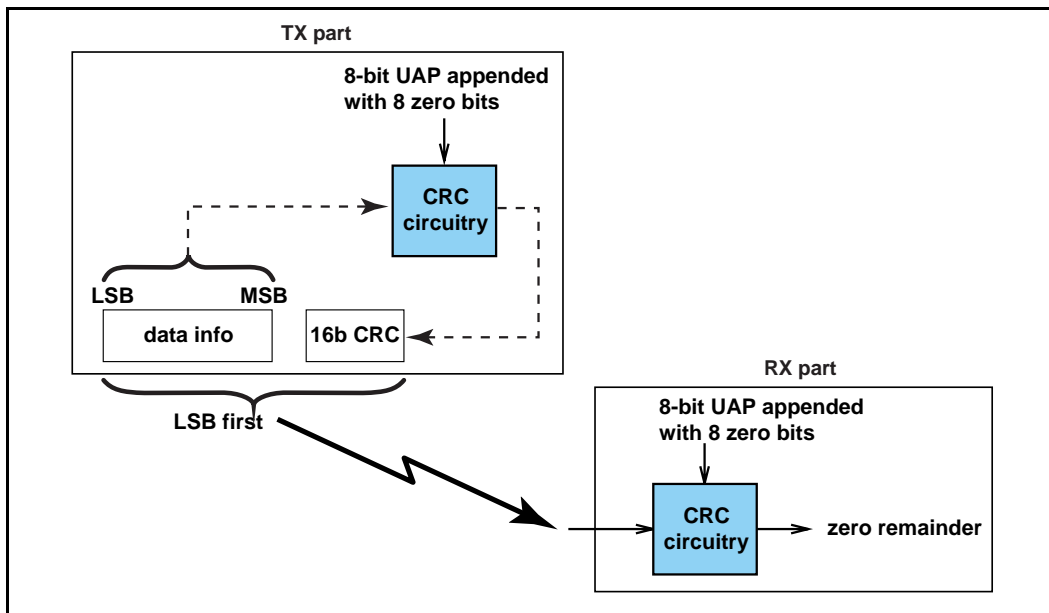 TX part
8-bit UAP appended
with 8 zero bits
CRC
circuitry
LSB
MSB
data info
16b CRC
LSB first
RX part
8-bit UAP appended
with 8 zero bits
CRC
circuitry
zero remainder